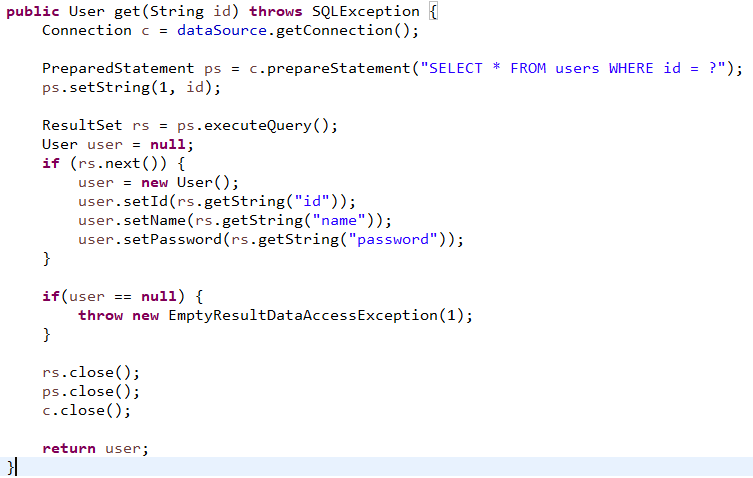 public User get(String id) throws SQLException {
    Connection c = dataSource.getConnection();
    PreparedStatement ps = c.prepareStatement("SELECT * FROM users WHERE id = ?");
    ps.setString(1, id);
    ResultSet rs = ps.executeQuery();
    User user = null;
    if (rs.next()) {
        user = new User();
        user.setId(rs.getString("id"));
        user.setName(rs.getString("name"));
        user.setPassword(rs.getString("password"));
    }
    if(user == null) {
        throw new EmptyResultDataAccessException(1);
    }
    rs.close();
    ps.close();
    c.close();
    return user;
}